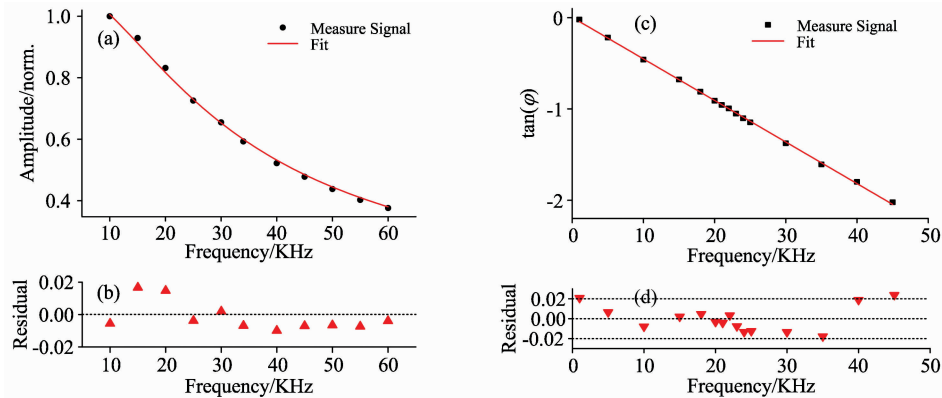 (a)
Measure Signal
Fit
Amplitude/norm.
1.0
0.8
0.6
0.4
10 20 30 40 50 60
Frequency/KHz
(b)
Residual
0.02
0.00
-0.02
10 20 30 40 50 60
Frequency/KHz
(c)
Measure Signal
Fit
tan(φ)
0
-1
-2
0 10 20 30 40 50
Frequency/KHz
(d)
Residual
0.02
0.00
-0.02
0 10 20 30 40 50
Frequency/KHz